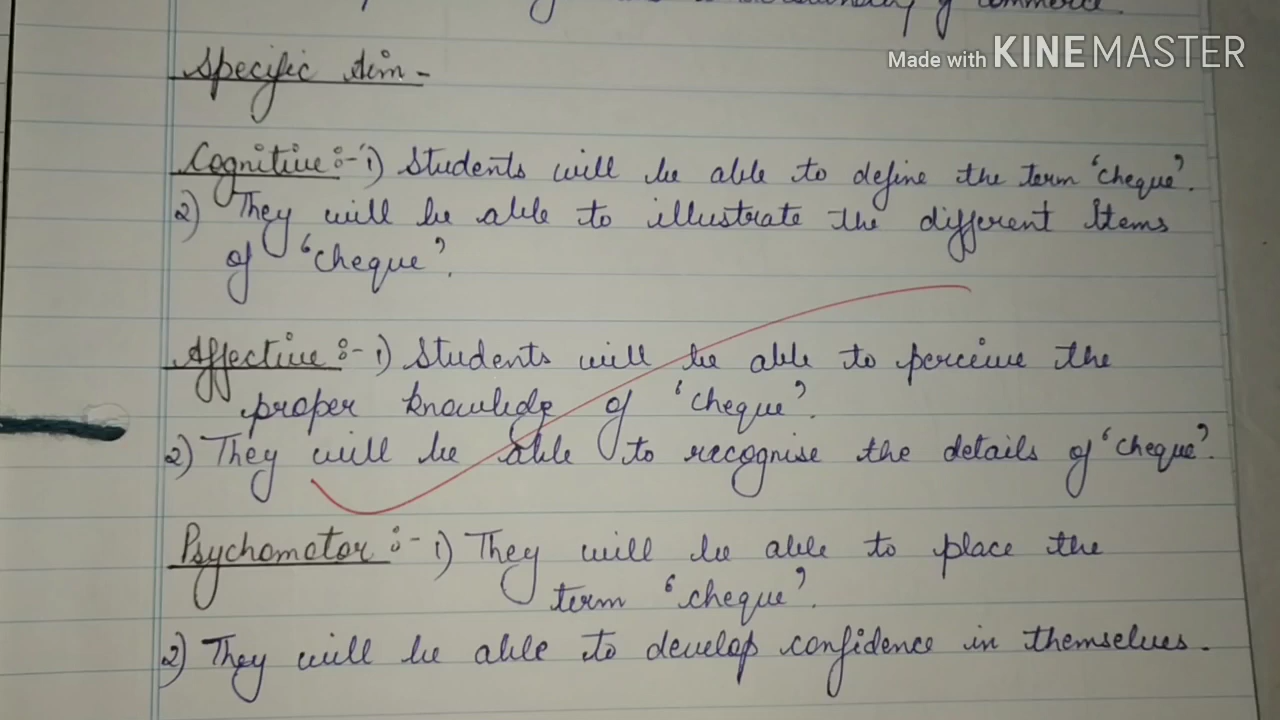 of commerce.
Made with KINEMASTER
Specific Aim -
Cognitive :- 1) Students will be able to define the term 'cheque'.
2) They will be able to illustrate the different Items
of 'cheque'.
Affective :- 1) Students will be able to perceive the
proper knowledge of 'cheque'.
2) They will be able to recognise the details of 'cheque'.
Psychomotor :- 1) They will be able to place the
term 'cheque'.
2) They will be able to develop confidence in themselves.